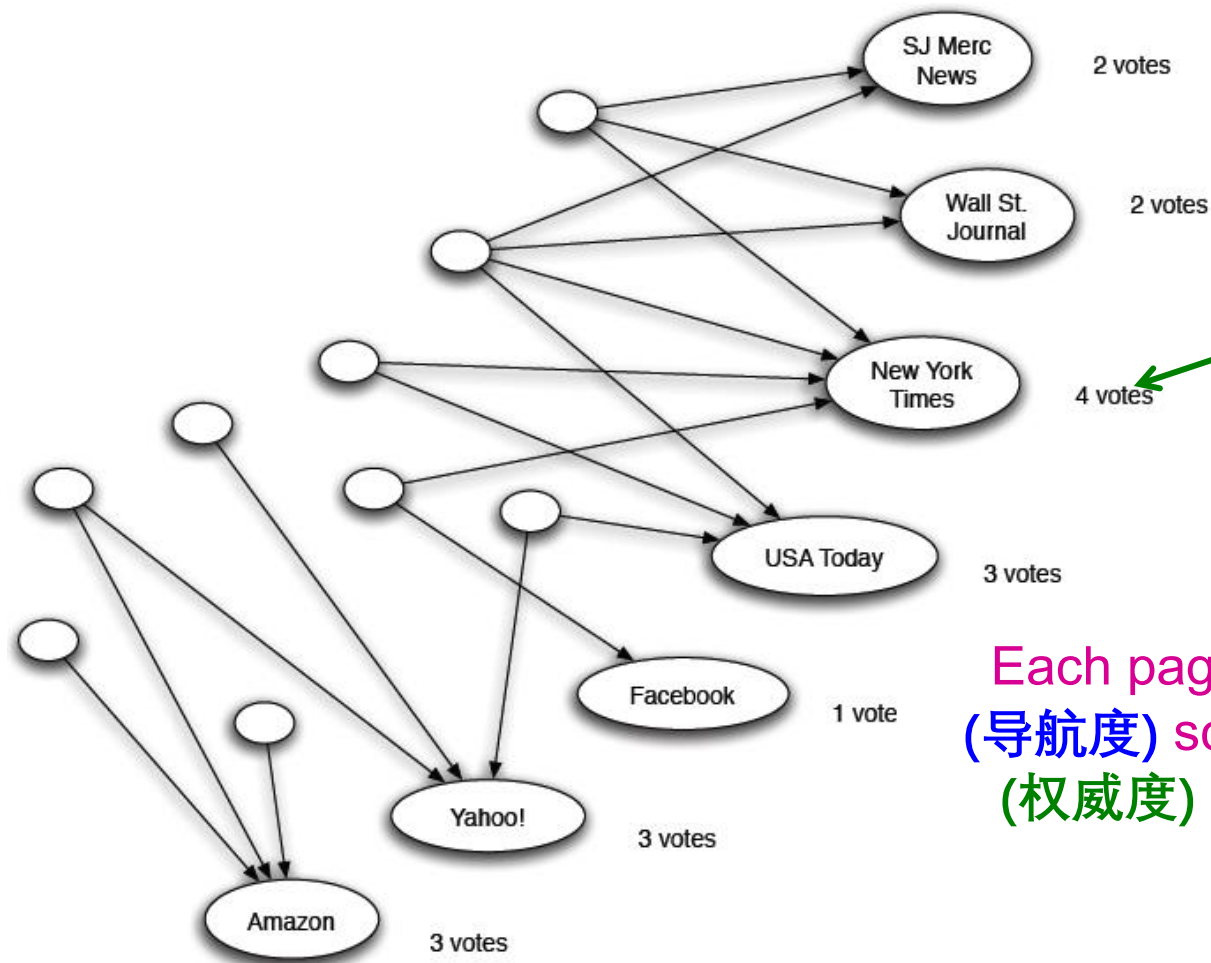 SJ Merc
News
2 votes
Wall St.
Journal
2 votes
New York
Times
4 votes
USA Today
3 votes
Facebook
1 vote
Each pag
(导航度) sc
(权威度)
Yahoo!
3 votes
Amazon
3 votes